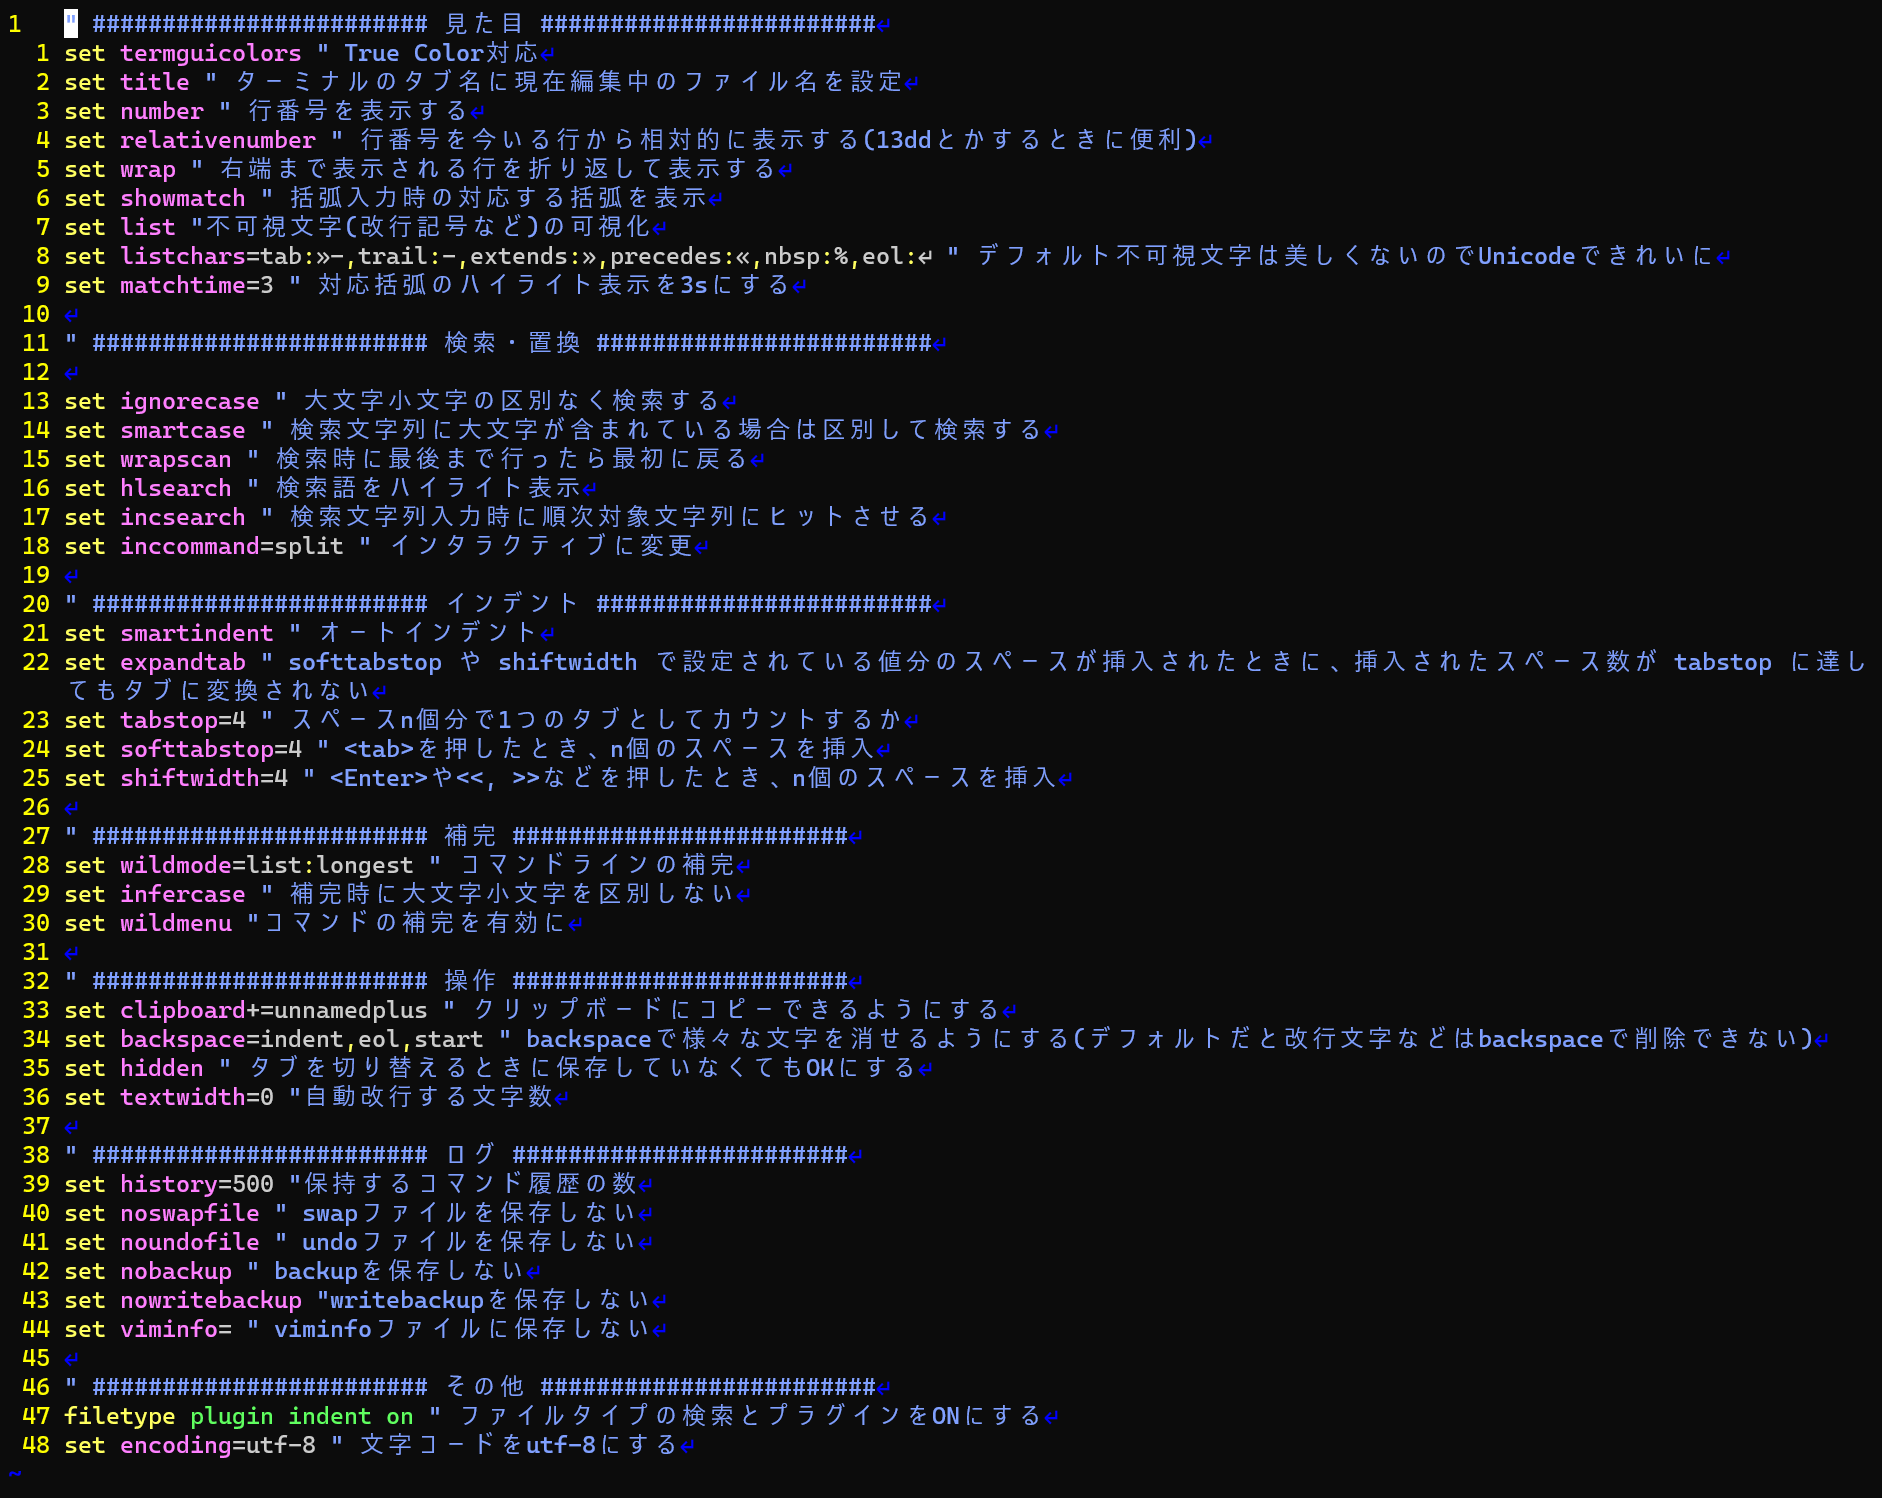 1   " ######################## 見た目 ########################↵
  1 set termguicolors " True Color対応↵
  2 set title " ターミナルのタブ名に現在編集中のファイル名を設定↵
  3 set number " 行番号を表示する↵
  4 set relativenumber " 行番号を今いる行から相対的に表示する(13ddとかするときに便利)↵
  5 set wrap " 右端まで表示される行を折り返して表示する↵
  6 set showmatch " 括弧入力時の対応する括弧を表示↵
  7 set list "不可視文字(改行記号など)の可視化↵
  8 set listchars=tab:»-,trail:-,extends:»,precedes:«,nbsp:%,eol:↵ " デフォルト不可視文字は美しくないのでUnicodeできれいに↵
  9 set matchtime=3 " 対応括弧のハイライト表示を3sにする↵
 10 ↵
 11 " ######################## 検索・置換 ########################↵
 12 ↵
 13 set ignorecase " 大文字小文字の区別なく検索する↵
 14 set smartcase " 検索文字列に大文字が含まれている場合は区別して検索する↵
 15 set wrapscan " 検索時に最後まで行ったら最初に戻る↵
 16 set hlsearch " 検索語をハイライト表示↵
 17 set incsearch " 検索文字列入力時に順次対象文字列にヒットさせる↵
 18 set inccommand=split " インタラクティブに変更↵
 19 ↵
 20 " ######################## インデント ########################↵
 21 set smartindent " オートインデント↵
 22 set expandtab " softtabstop や shiftwidth で設定されている値分のスペースが挿入されたときに、挿入されたスペース数が tabstop に達し
    てもタブに変換されない↵
 23 set tabstop=4 " スペースn個分で1つのタブとしてカウントするか↵
 24 set softtabstop=4 " <tab>を押したとき、n個のスペースを挿入↵
 25 set shiftwidth=4 " <Enter>や<<, >>などを押したとき、n個のスペースを挿入↵
 26 ↵
 27 " ######################## 補完 ########################↵
 28 set wildmode=list:longest " コマンドラインの補完↵
 29 set infercase " 補完時に大文字小文字を区別しない↵
 30 set wildmenu "コマンドの補完を有効に↵
 31 ↵
 32 " ######################## 操作 ########################↵
 33 set clipboard+=unnamedplus " クリップボードにコピーできるようにする↵
 34 set backspace=indent,eol,start " backspaceで様々な文字を消せるようにする(デフォルトだと改行文字などはbackspaceで削除できない)↵
 35 set hidden " タブを切り替えるときに保存していなくてもOKにする↵
 36 set textwidth=0 "自動改行する文字数↵
 37 ↵
 38 " ######################## ログ ########################↵
 39 set history=500 "保持するコマンド履歴の数↵
 40 set noswapfile " swapファイルを保存しない↵
 41 set noundofile " undoファイルを保存しない↵
 42 set nobackup " backupを保存しない↵
 43 set nowritebackup "writebackupを保存しない↵
 44 set viminfo= " viminfoファイルに保存しない↵
 45 ↵
 46 " ######################## その他 ########################↵
 47 filetype plugin indent on " ファイルタイプの検索とプラグインをONにする↵
 48 set encoding=utf-8 " 文字コードをutf-8にする↵
~